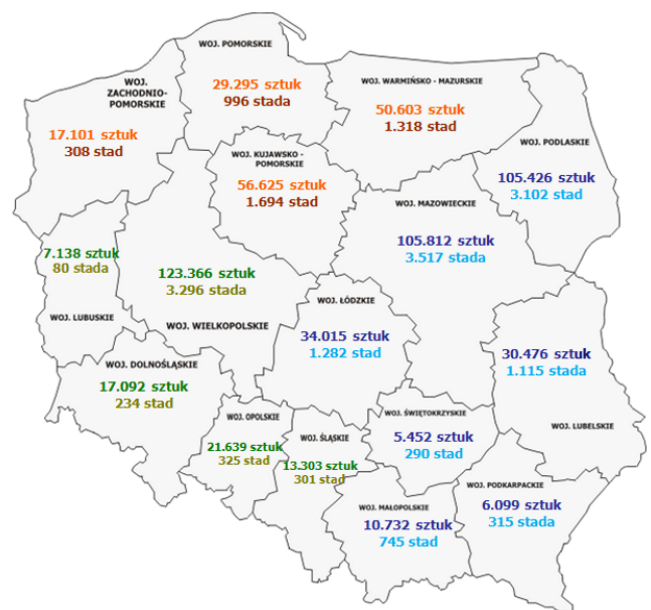 WOJ. POMORSKIE
29.295 sztuk
996 stada
WOJ.
ZACHODNIO-
POMORSKIE
17.101 sztuk
308 stad
WOJ. WARMIŃSKO - MAZURSKIE
50.603 sztuk
1.318 stad
WOJ. PODLASKIE
105.426 sztuk
3.102 stad
WOJ. KUJAWSKO -
POMORSKIE
56.625 sztuk
1.694 stad
WOJ. MAZOWIECKIE
105.812 sztuk
3.517 stada
7.138 sztuk
80 stada
WOJ. LUBUSKIE
123.366 sztuk
3.296 stada
WOJ. WIELKOPOLSKIE
WOJ. ŁÓDZKIE
34.015 sztuk
1.282 stad
30.476 sztuk
1.115 stada
WOJ. LUBELSKIE
WOJ. DOLNOŚLĄSKIE
17.092 sztuk
234 stad
WOJ. OPOLSKIE
21.639 sztuk
325 stad
WOJ. ŚLĄSKIE
13.303 sztuk
301 stad
WOJ. ŚWIĘTOKRZYSKIE
5.452 sztuk
290 stad
WOJ. MAŁOPOLSKIE
10.732 sztuk
745 stad
WOJ. PODKARPACKIE
6.099 sztuk
315 stada